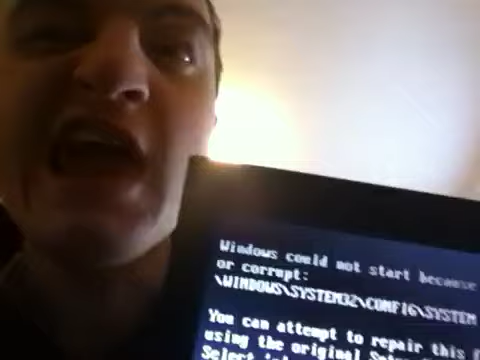 Windows could not start because
or corrupt:
\WINDOWS\SYSTEM32\CONFIG\SYSTEM
You can attempt to repair this
using the original
Select